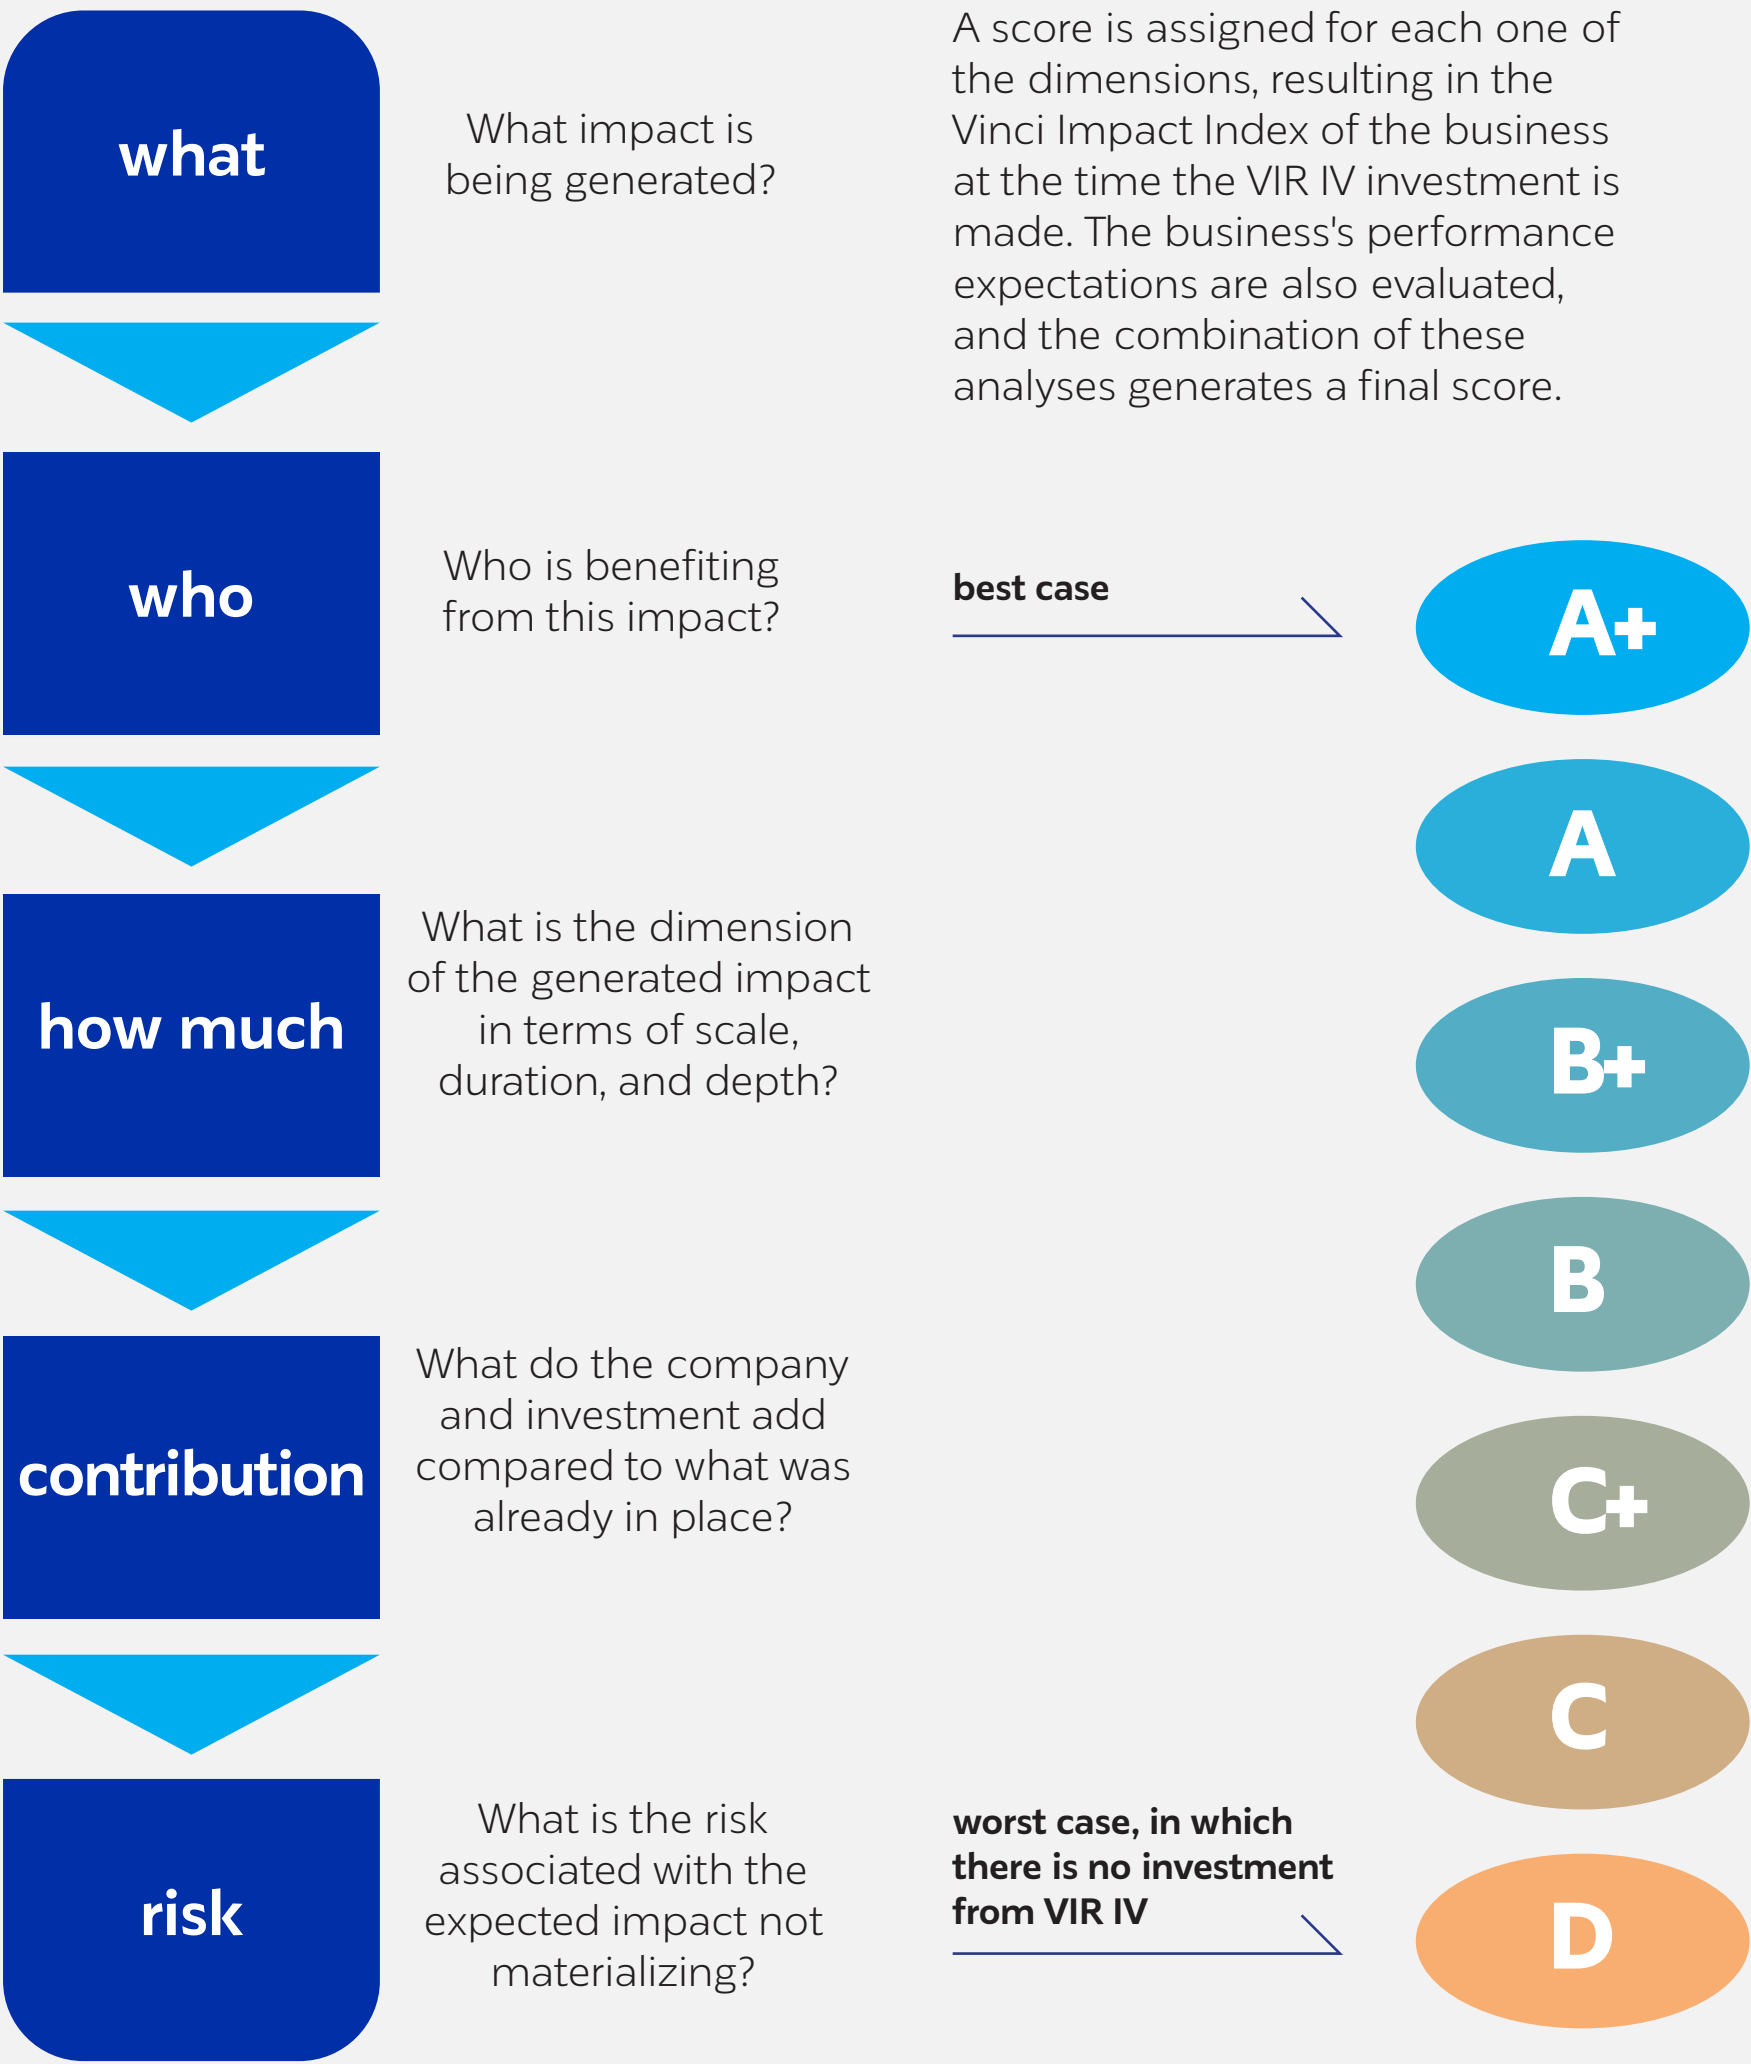 what
What impact is
being generated?
who
Who is benefiting
from this impact?
how much
What is the dimension
of the generated impact
in terms of scale,
duration, and depth?
contribution
What do the company
and investment add
compared to what was
already in place?
risk
What is the risk
associated with the
expected impact not
materializing?
A score is assigned for each one of
the dimensions, resulting in the
Vinci Impact Index of the business
at the time the VIR IV investment is
made. The business's performance
expectations are also evaluated,
and the combination of these
analyses generates a final score.
best case
A+
A
B+
B
C+
C
worst case, in which
there is no investment
from VIR IV
D